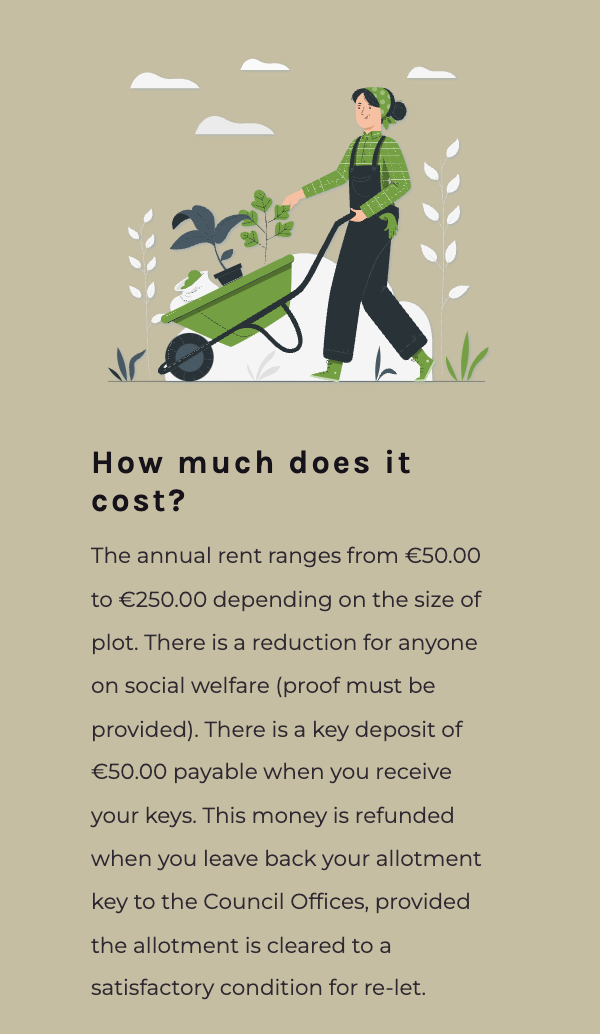 How much does it
cost?
The annual rent ranges from €50.00
to €250.00 depending on the size of
plot. There is a reduction for anyone
on social welfare (proof must be
provided). There is a key deposit of
€50.00 payable when you receive
your keys. This money is refunded
when you leave back your allotment
key to the Council Offices, provided
the allotment is cleared to a
satisfactory condition for re-let.